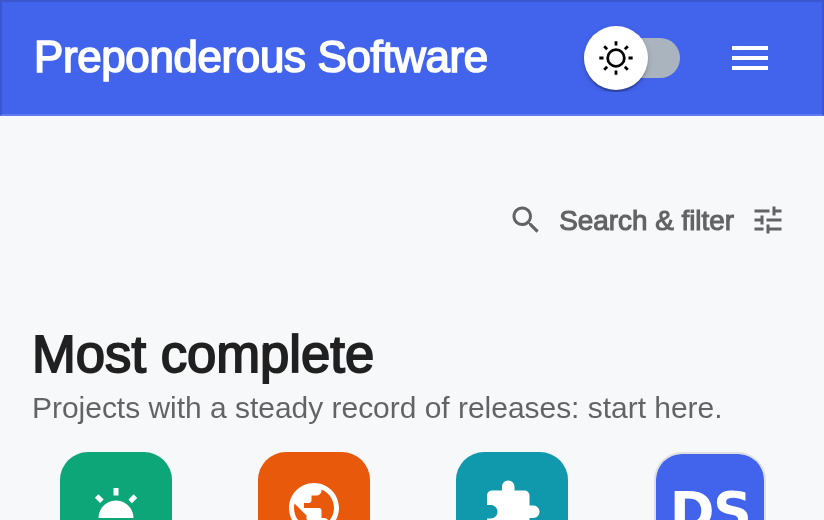 Preponderous Software
Search & filter
Most complete
Projects with a steady record of releases: start here.
DS